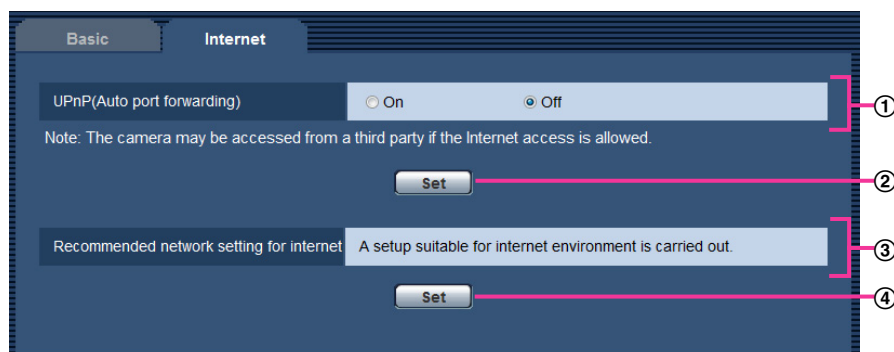 Basic
Internet
UPnP(Auto port forwarding)
On
Off
①
Note: The camera may be accessed from a third party if the Internet access is allowed.
Set
②
Recommended network setting for internet
A setup suitable for internet environment is carried out.
③
Set
④